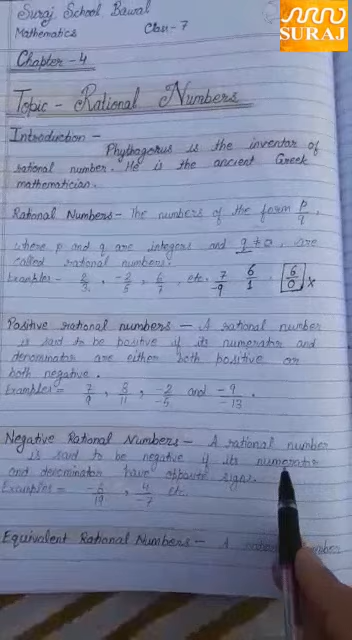 Suraj School Bawal
SURAJ
Mathematics Class-7
Chapter-4
Topic - Rational Numbers
Introduction -
Phythagorus is the inventor of
rational number. He is the ancient Greek
mathematician.
Rational Numbers - The numbers of the form p/q,
where p and q are integers and q ≠ 0, are
called rational numbers.
Examples - 2/3, -2/5, 6/7, etc. 7/-9 6/1 6/0 x
Positive rational numbers - A rational number
is said to be positive if its numerator and
denominator are either both positive or
both negative.
Examples = 7/9, 8/11, -2/-5 and -9/-13.
Negative Rational Numbers - A rational number
is said to be negative if its numerator
and denominator have opposite signs.
Examples = -6/19, 4/-7 etc
Equivalent Rational Numbers - A rational number